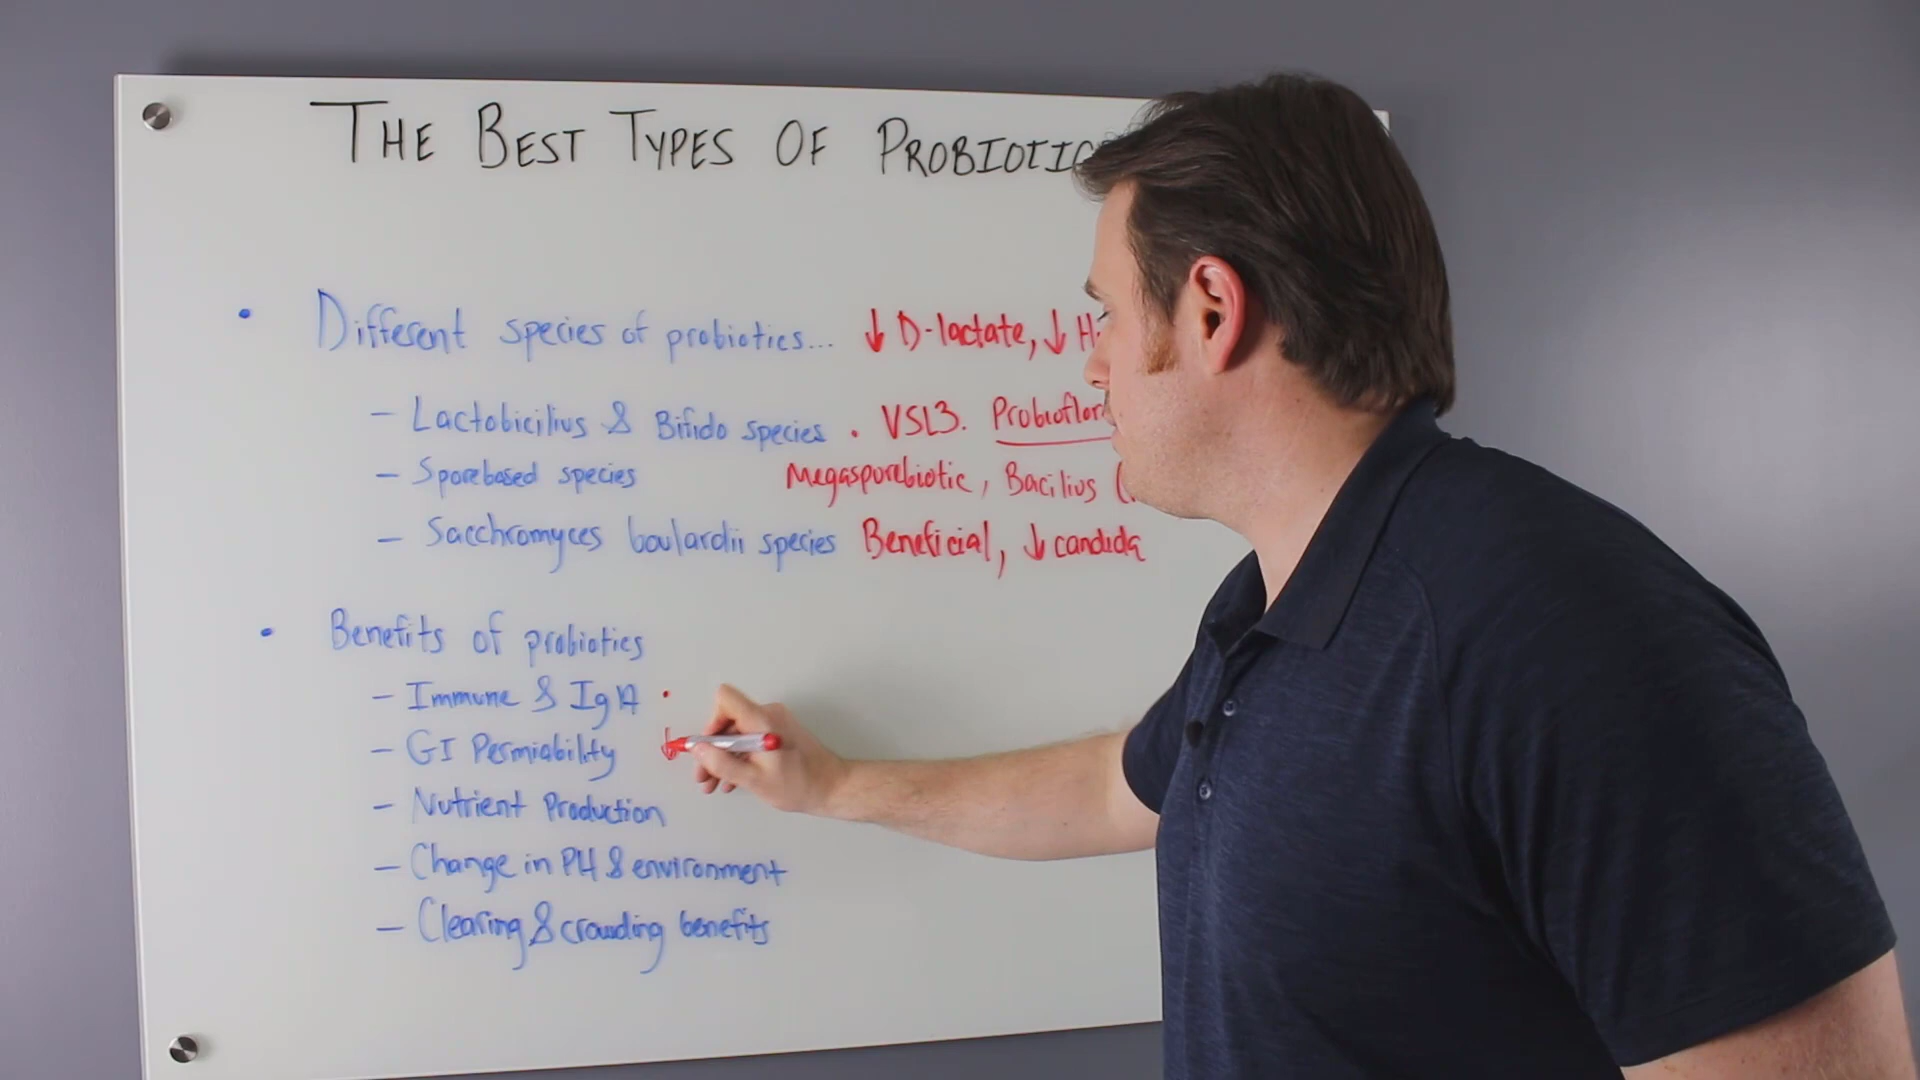 THE BEST TYPES OF PROBIOTIC
• Different species of probiotics... ↓ D-lactate, ↓ H
- Lactobicilius & Bifido species • VSL3. Probioflor
- Sporebased species Megasporebiotic, Bacilius (
- Sacchromyces boulardii species Beneficial, ↓ candida
• Benefits of probiotics
- Immune & IgA •
- GI Permiability ↓
- Nutrient Production
- Change in PH & environment
- Clearing & crowding benefits